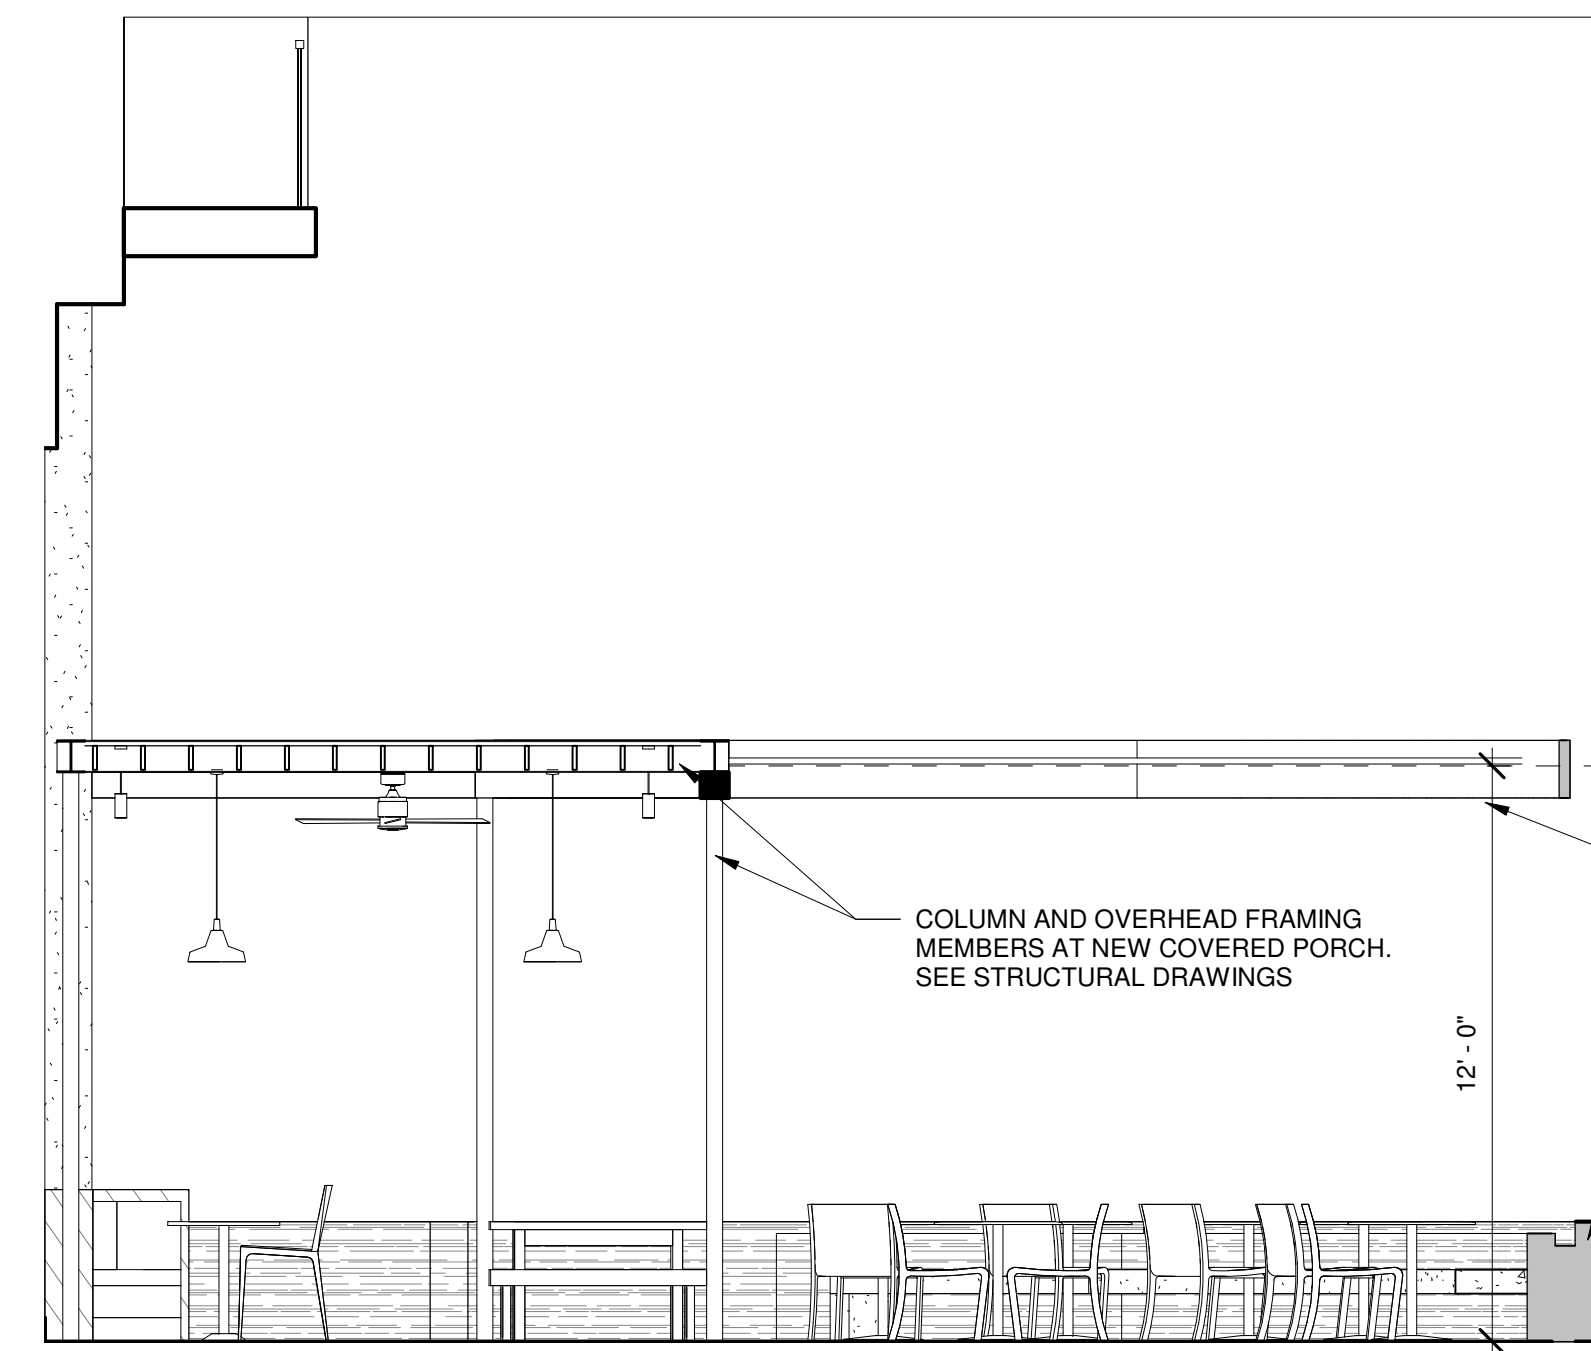 COLUMN AND OVERHEAD FRAMING
MEMBERS AT NEW COVERED PORCH.
SEE STRUCTURAL DRAWINGS
12' - 0"